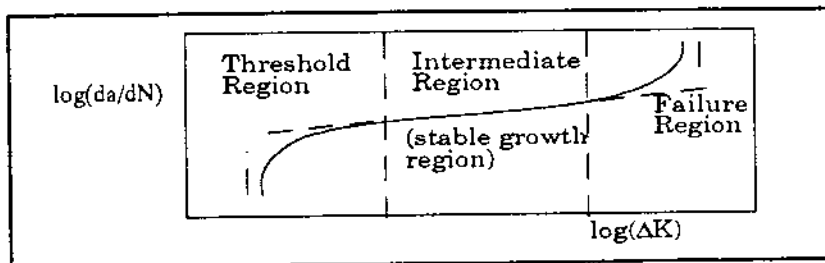 Threshold
Region
Intermediate
Region
log(da/dN)
(stable growth
region)
Failure
Region
log(ΔK)